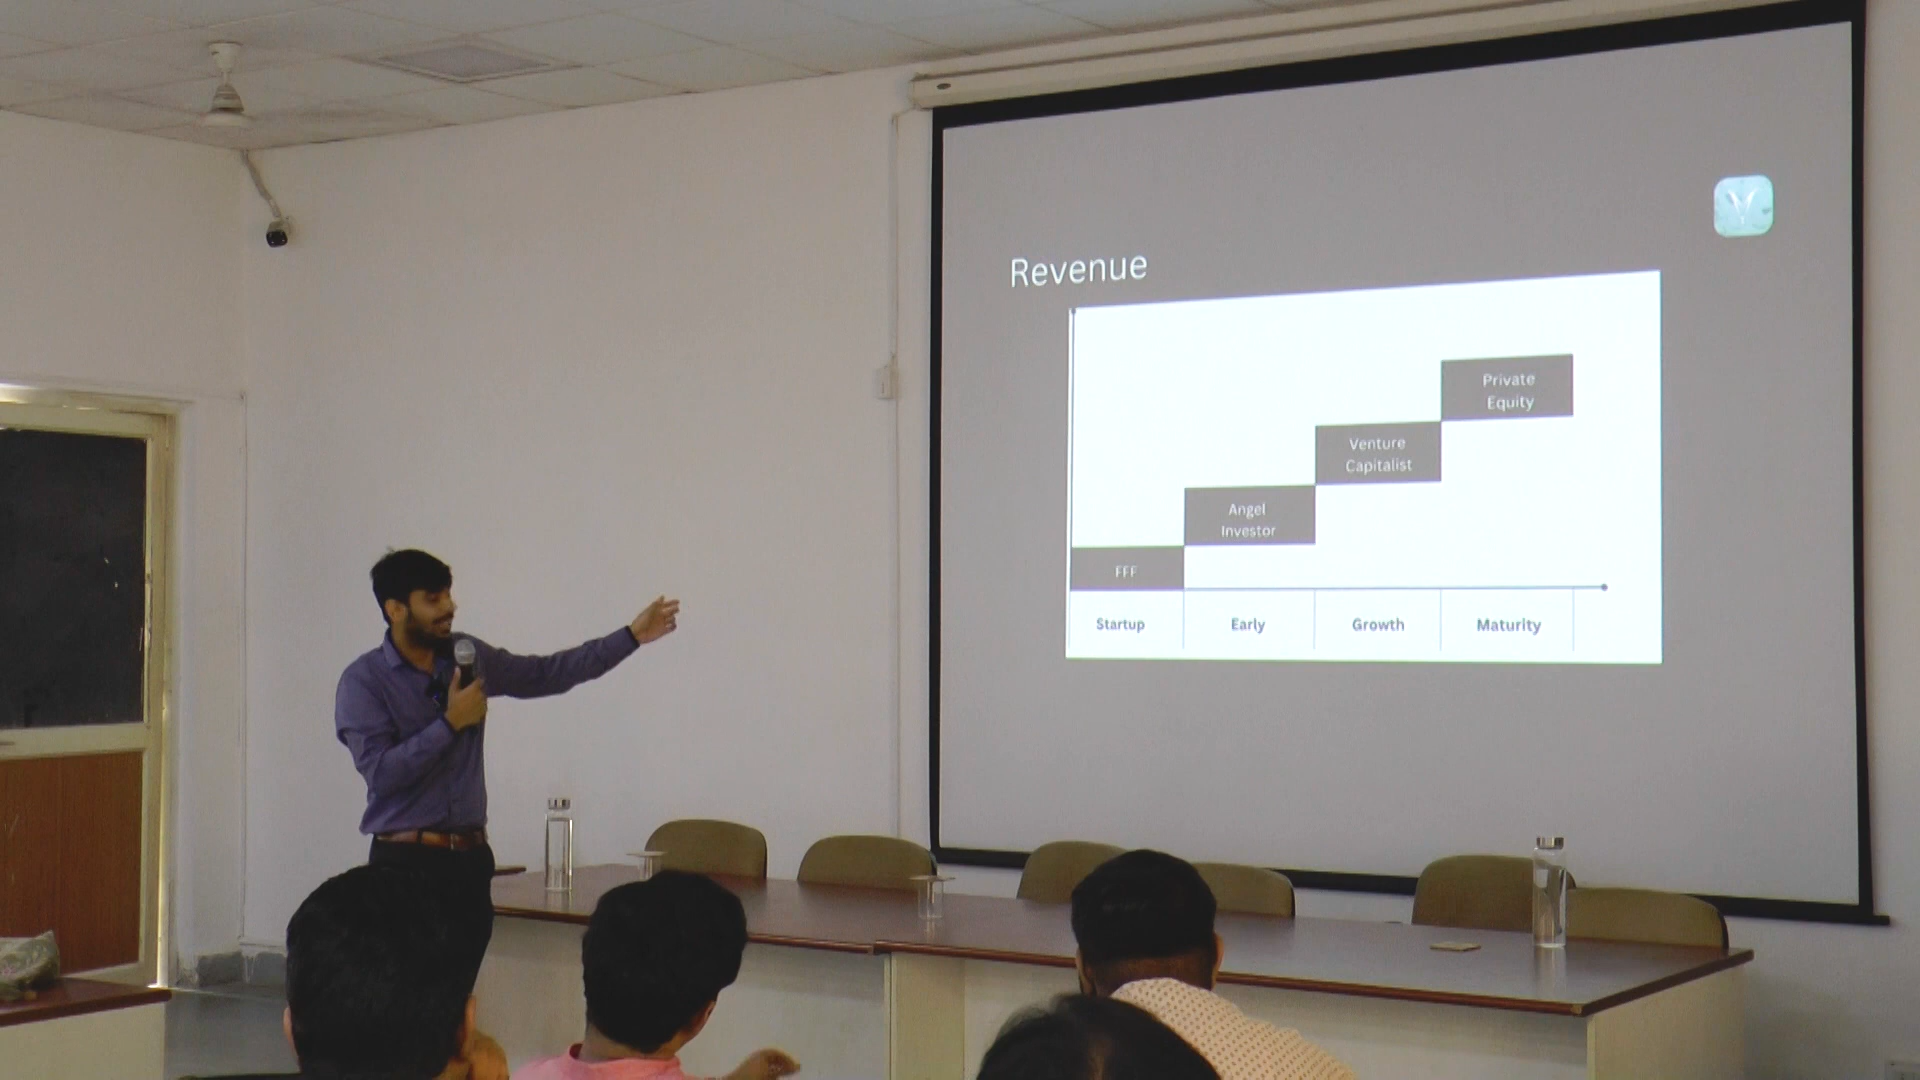 Revenue
Private
Equity
Venture
Capitalist
Angel
Investor
FFF
Startup
Early
Growth
Maturity